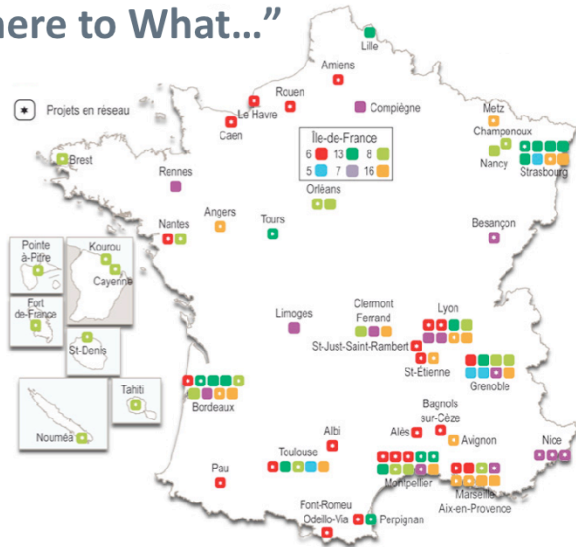 here to What…”
Lille
Amiens
Rouen
Le Havre
Caen
Compiègne
Projets en réseau
Metz
Champenoux
Nancy
Strasbourg
Île-de-France
6 13 8
5 7 16
Brest
Rennes
Orléans
Angers
Tours
Nantes
Besançon
Pointe
à-Pitre
Kourou
Cayenne
Fort
de-France
St-Denis
Limoges
Clermont
Ferrand
Lyon
St-Just-Saint-Rambert
St-Étienne
Grenoble
Bordeaux
Tahiti
Nouméa
Bagnols
sur-Cèze
Albi
Alès
Avignon
Nice
Toulouse
Montpellier
Marseille
Aix-en-Provence
Pau
Font-Romeu
Odeillo-Via
Perpignan